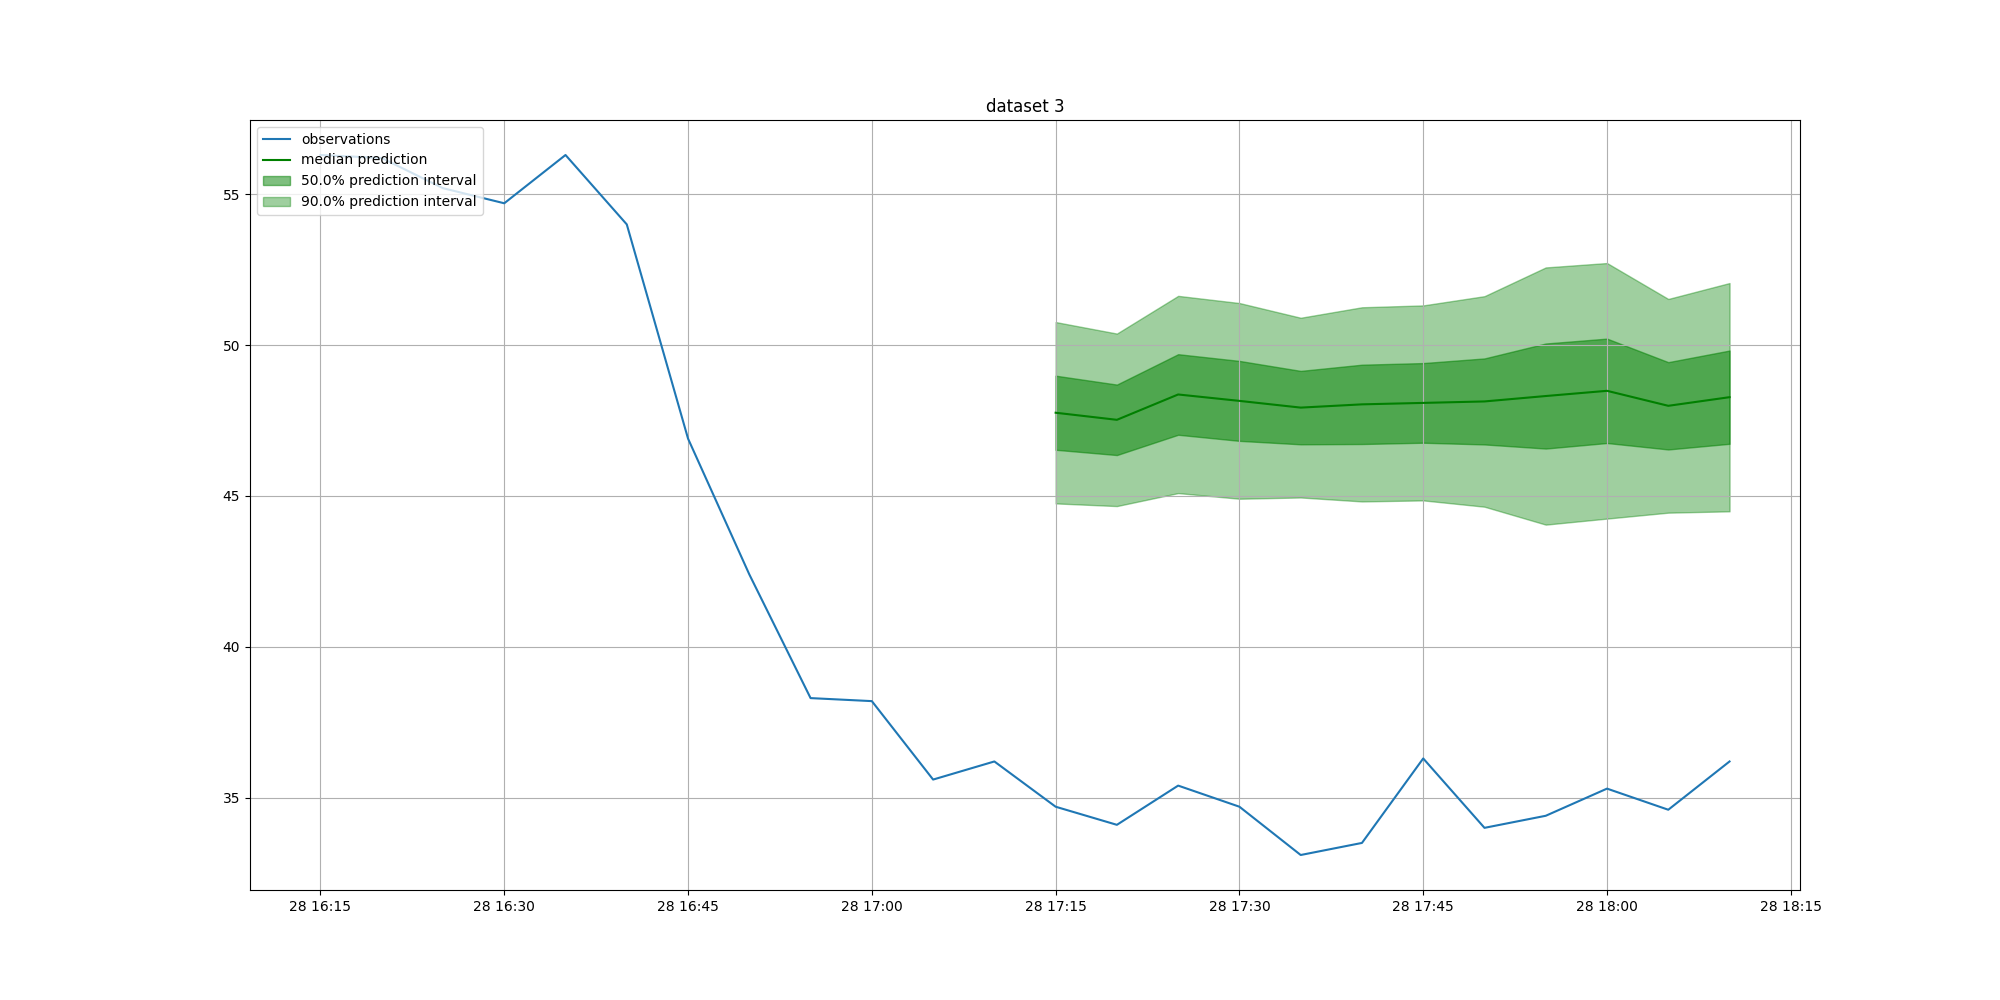 dataset 3
observations
median prediction
50.0% prediction interval
90.0% prediction interval
55
50
45
40
35
28 16:15
28 16:30
28 16:45
28 17:00
28 17:15
28 17:30
28 17:45
28 18:00
28 18:15